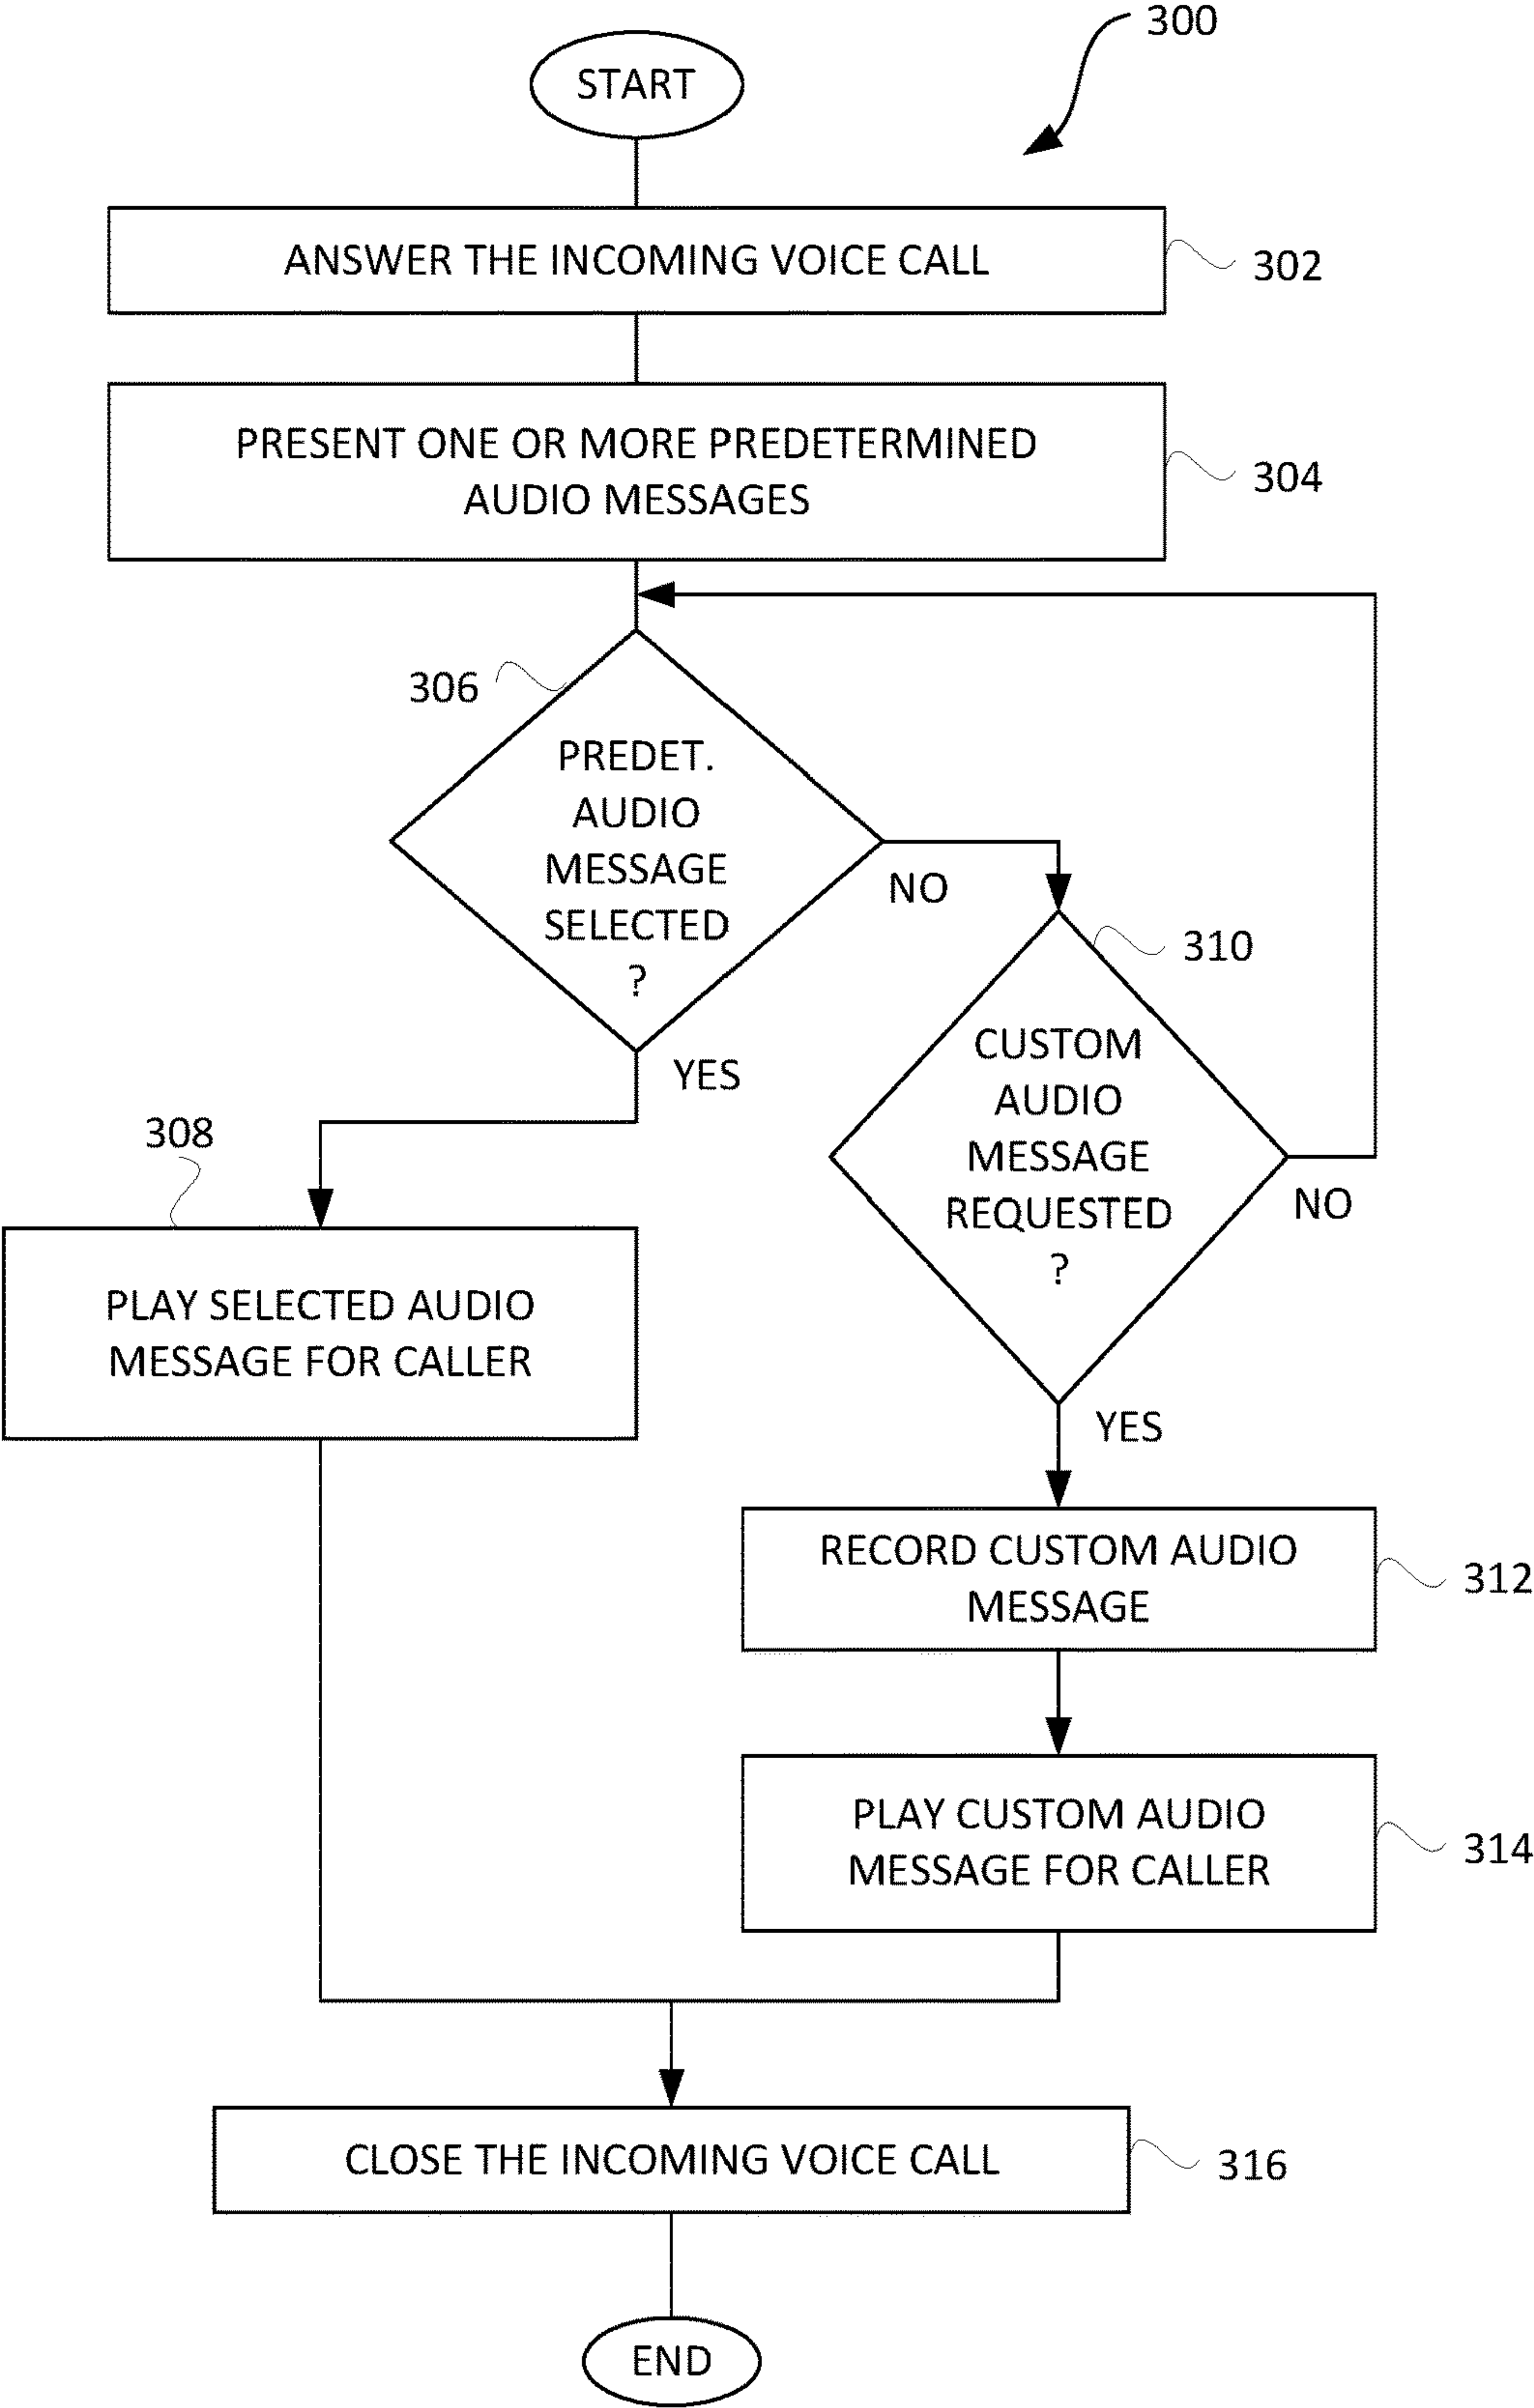 300
START
ANSWER THE INCOMING VOICE CALL
302
PRESENT ONE OR MORE PREDETERMINED
AUDIO MESSAGES
304
306
PREDET.
AUDIO
MESSAGE
SELECTED
?
NO
YES
310
CUSTOM
AUDIO
MESSAGE
REQUESTED
?
NO
YES
308
PLAY SELECTED AUDIO
MESSAGE FOR CALLER
RECORD CUSTOM AUDIO
MESSAGE
312
PLAY CUSTOM AUDIO
MESSAGE FOR CALLER
314
CLOSE THE INCOMING VOICE CALL
316
END